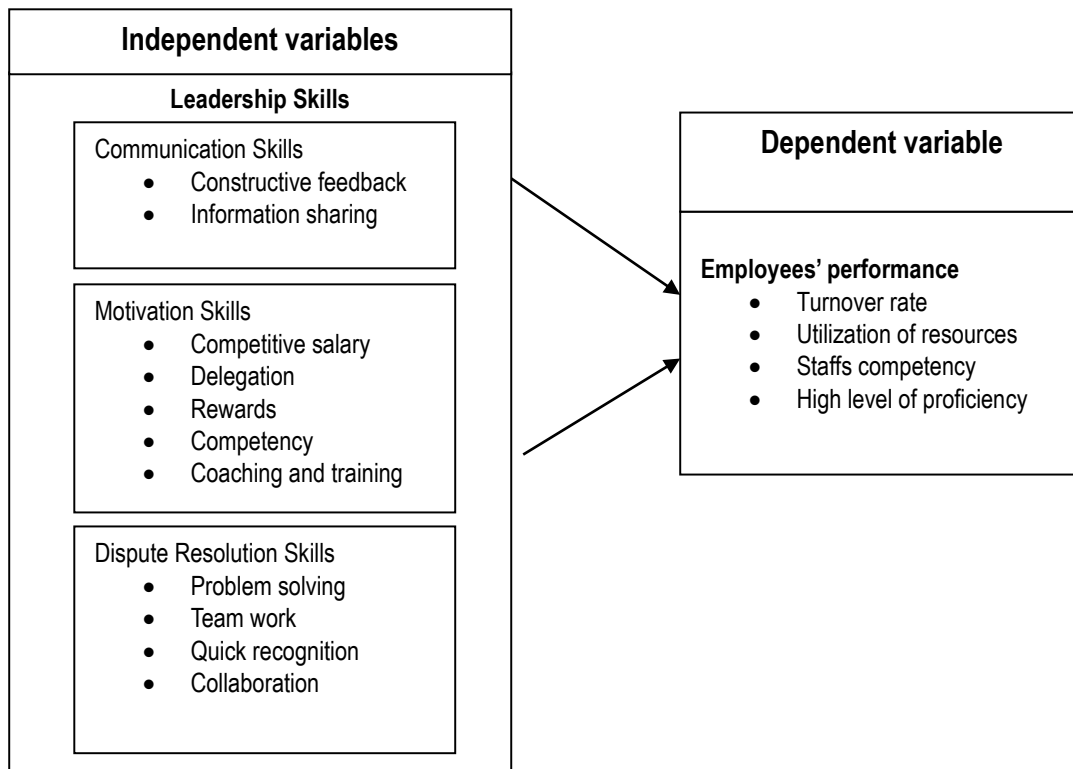 Independent variables
Leadership Skills
Communication Skills
• Constructive feedback
• Information sharing
Motivation Skills
• Competitive salary
• Delegation
• Rewards
• Competency
• Coaching and training
Dispute Resolution Skills
• Problem solving
• Team work
• Quick recognition
• Collaboration
Dependent variable
Employees’ performance
• Turnover rate
• Utilization of resources
• Staffs competency
• High level of proficiency